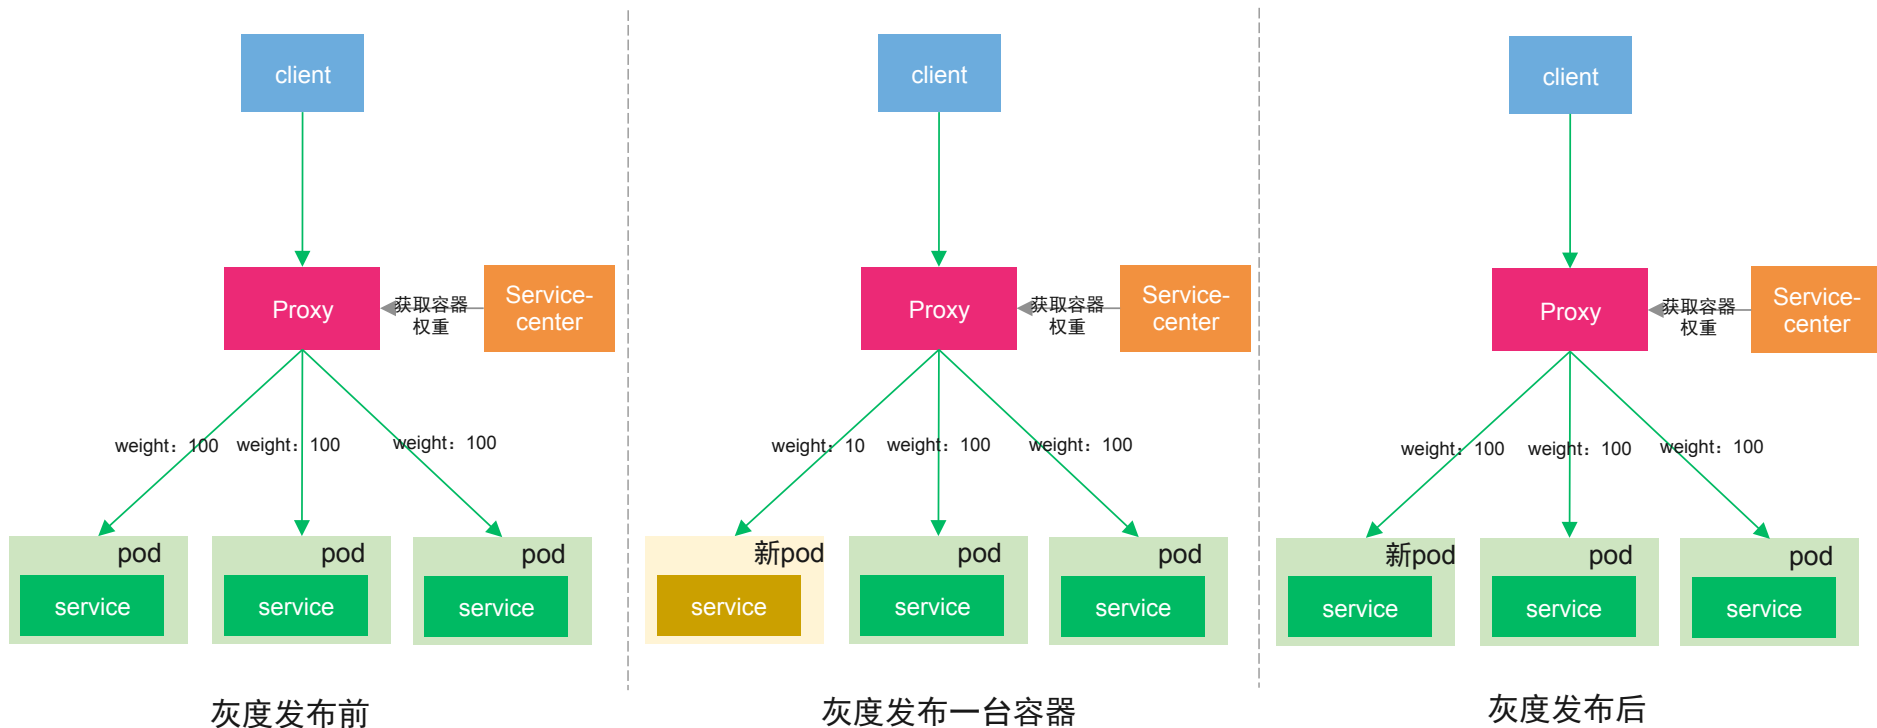 client
Proxy
获取容器
权重
Service-
center
weight：100
weight：100
weight：100
pod
service
pod
service
pod
service
灰度发布前
client
Proxy
获取容器
权重
Service-
center
weight：10
weight：100
weight：100
新pod
service
pod
service
pod
service
灰度发布一台容器
client
Proxy
获取容器
权重
Service-
center
weight：100
weight：100
weight：100
新pod
service
pod
service
pod
service
灰度发布后